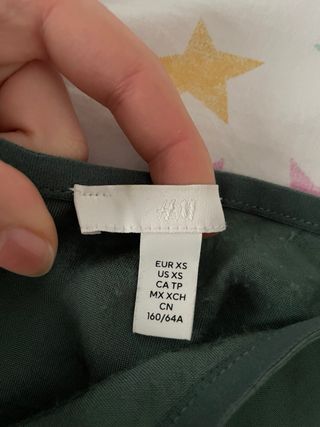 H&M
EUR XS
US XS
CA TP
MX XCH
CN
160/64A